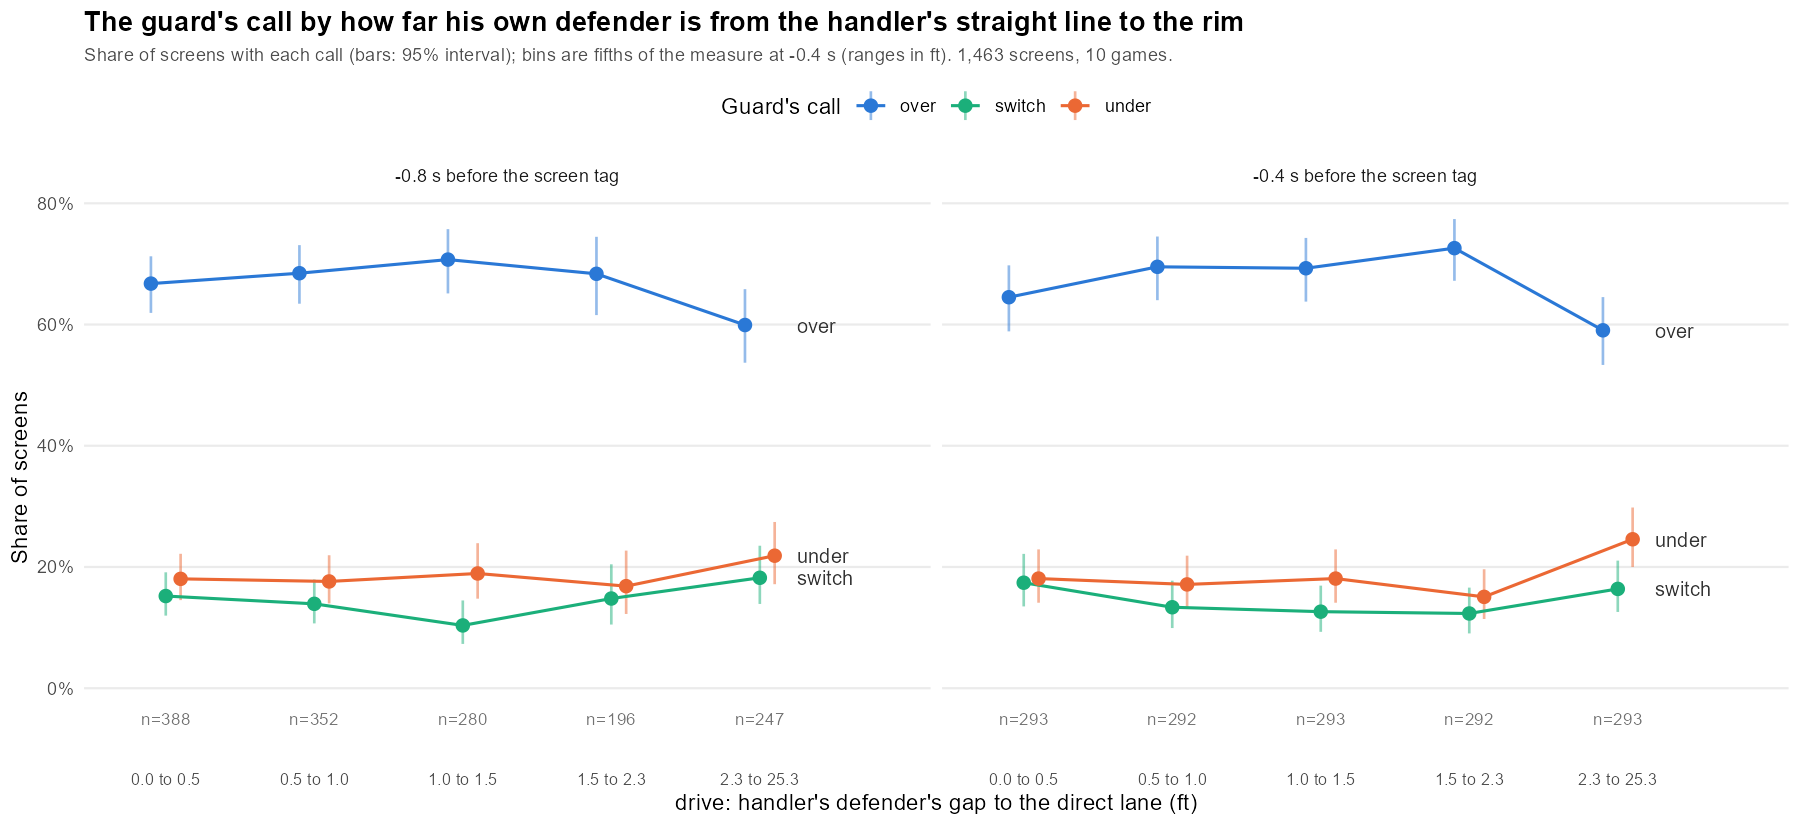 The guard's call by how far his own defender is from the handler's straight line to the rim
Share of screens with each call (bars: 95% interval); bins are fifths of the measure at -0.4 s (ranges in ft). 1,463 screens, 10 games.
Guard's call over switch under
-0.8 s before the screen tag
-0.4 s before the screen tag
Share of screens
80%
60%
40%
20%
0%
over
under
switch
over
under
switch
n=388 n=352 n=280 n=196 n=247
n=293 n=292 n=293 n=292 n=293
0.0 to 0.5 0.5 to 1.0 1.0 to 1.5 1.5 to 2.3 2.3 to 25.3
0.0 to 0.5 0.5 to 1.0 1.0 to 1.5 1.5 to 2.3 2.3 to 25.3
drive: handler's defender's gap to the direct lane (ft)